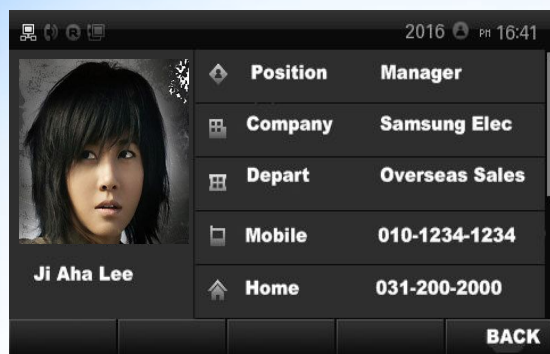 R
2016 PM 16:41
Position Manager
Company Samsung Elec
Depart Overseas Sales
Mobile 010-1234-1234
Home 031-200-2000
Ji Aha Lee
BACK